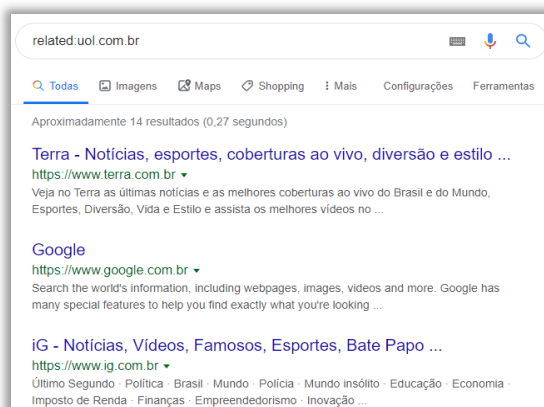 related:uol.com.br
Todas Imagens Maps Shopping Mais Configurações Ferramentas
Aproximadamente 14 resultados (0,27 segundos)
Terra - Notícias, esportes, coberturas ao vivo, diversão e estilo ...
https://www.terra.com.br
Veja no Terra as últimas notícias e as melhores coberturas ao vivo do Brasil e do Mundo,
Esportes, Diversão, Vida e Estilo e assista os melhores vídeos no ...
Google
https://www.google.com.br
Search the world's information, including webpages, images, videos and more. Google has
many special features to help you find exactly what you're looking ...
iG - Notícias, Vídeos, Famosos, Esportes, Bate Papo ...
https://www.ig.com.br
Último Segundo · Política · Brasil · Mundo · Polícia · Mundo insólito · Educação · Economia ·
Imposto de Renda · Finanças · Empreendedorismo · Inovação ...